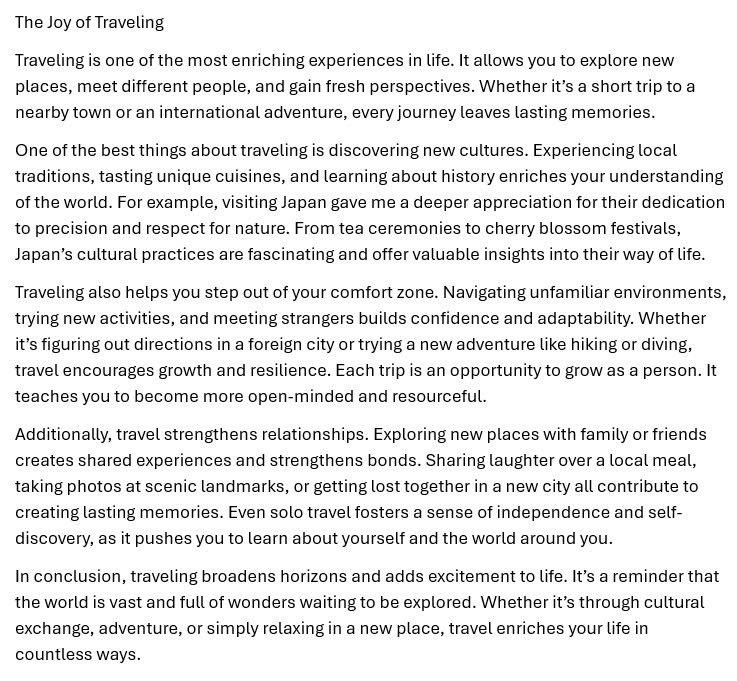 The Joy of Traveling
Traveling is one of the most enriching experiences in life. It allows you to explore new
places, meet different people, and gain fresh perspectives. Whether it’s a short trip to a
nearby town or an international adventure, every journey leaves lasting memories.
One of the best things about traveling is discovering new cultures. Experiencing local
traditions, tasting unique cuisines, and learning about history enriches your understanding
of the world. For example, visiting Japan gave me a deeper appreciation for their dedication
to precision and respect for nature. From tea ceremonies to cherry blossom festivals,
Japan’s cultural practices are fascinating and offer valuable insights into their way of life.
Traveling also helps you step out of your comfort zone. Navigating unfamiliar environments,
trying new activities, and meeting strangers builds confidence and adaptability. Whether
it’s figuring out directions in a foreign city or trying a new adventure like hiking or diving,
travel encourages growth and resilience. Each trip is an opportunity to grow as a person. It
teaches you to become more open-minded and resourceful.
Additionally, travel strengthens relationships. Exploring new places with family or friends
creates shared experiences and strengthens bonds. Sharing laughter over a local meal,
taking photos at scenic landmarks, or getting lost together in a new city all contribute to
creating lasting memories. Even solo travel fosters a sense of independence and self-
discovery, as it pushes you to learn about yourself and the world around you.
In conclusion, traveling broadens horizons and adds excitement to life. It’s a reminder that
the world is vast and full of wonders waiting to be explored. Whether it’s through cultural
exchange, adventure, or simply relaxing in a new place, travel enriches your life in
countless ways.